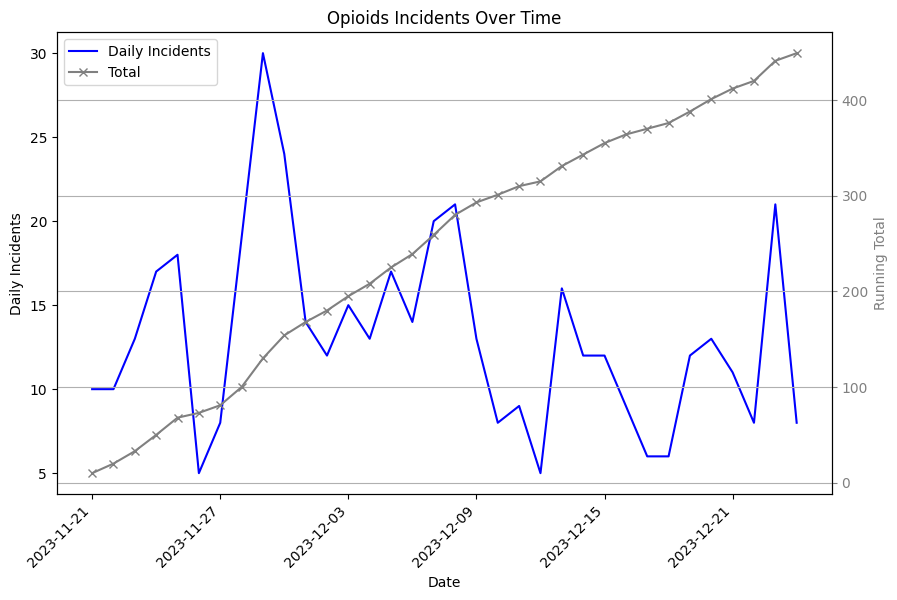 Opioids Incidents Over Time
Daily Incidents
Total
30
25
20
15
10
5
Daily Incidents
400
300
200
100
0
Running Total
2023-11-21
2023-11-27
2023-12-03
2023-12-09
2023-12-15
2023-12-21
Date